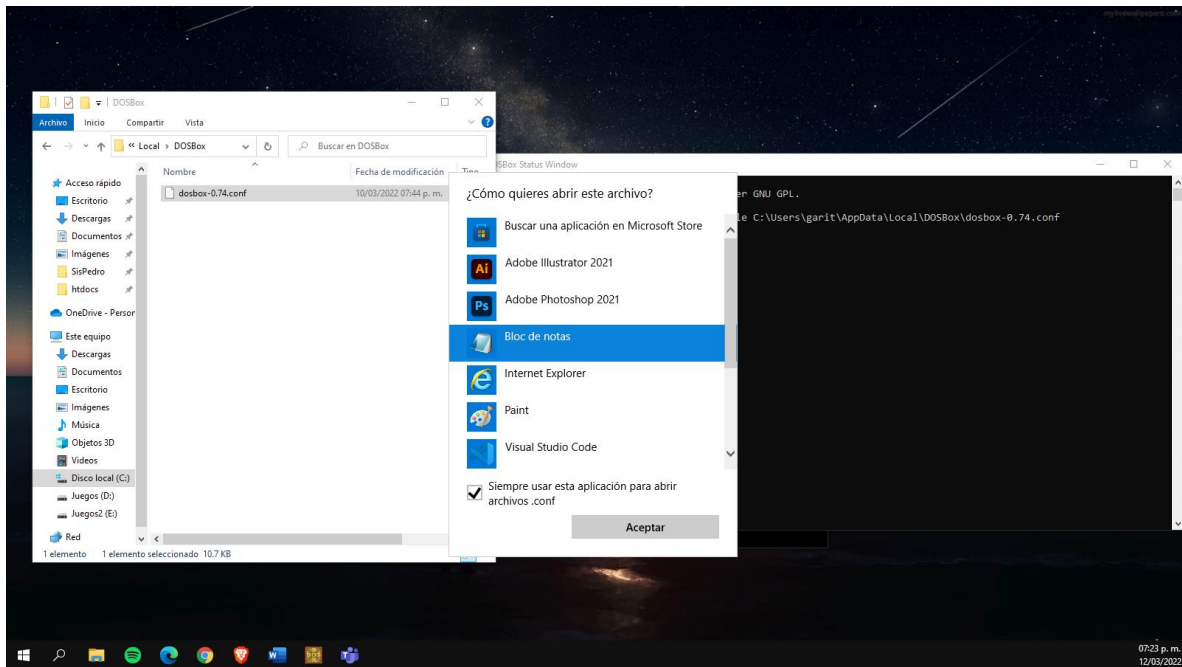 mylivewallpapers.com
DOSBox
Archivo Inicio Compartir Vista
« Local › DOSBox
Buscar en DOSBox
Nombre Fecha de modificación Tipo
dosbox-0.74.conf 10/03/2022 07:44 p. m.
Acceso rápido
Escritorio
Descargas
Documentos
Imágenes
SisPedro
htdocs
OneDrive - Person
Este equipo
Descargas
Documentos
Escritorio
Imágenes
Música
Objetos 3D
Videos
Disco local (C:)
Juegos (D:)
Juegos2 (E:)
Red
1 elemento 1 elemento seleccionado 10.7 KB
¿Cómo quieres abrir este archivo?
Buscar una aplicación en Microsoft Store
Ai
Adobe Illustrator 2021
Ps
Adobe Photoshop 2021
Bloc de notas
Internet Explorer
Paint
Visual Studio Code
Siempre usar esta aplicación para abrir
archivos .conf
Aceptar
SBox Status Window
er GNU GPL.
le C:\Users\garit\AppData\Local\DOSBox\dosbox-0.74.conf
07:23 p. m.
12/03/2022